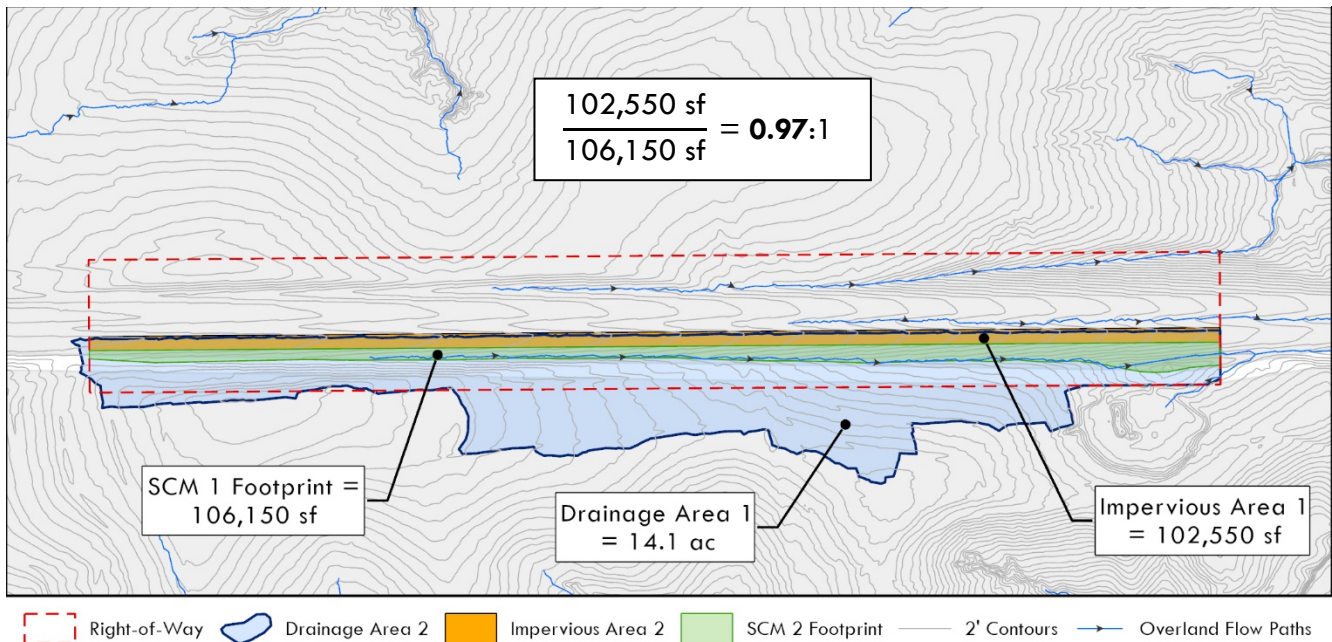 102,550 sf
106,150 sf
= 0.97:1
SCM 1 Footprint =
106,150 sf
Drainage Area 1
= 14.1 ac
Impervious Area 1
= 102,550 sf
Right-of-Way
Drainage Area 2
Impervious Area 2
SCM 2 Footprint
2' Contours
Overland Flow Paths